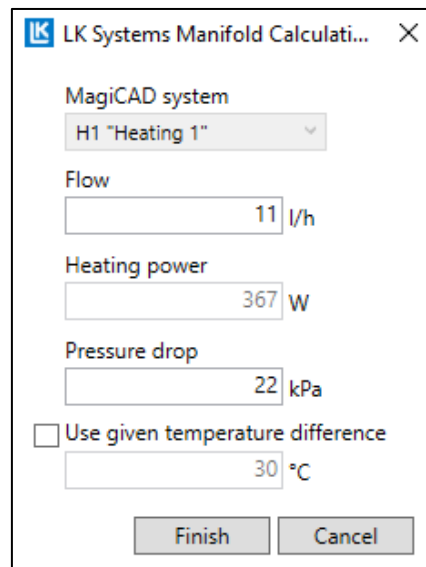 LK LK Systems Manifold Calculati...
MagiCAD system
H1 "Heating 1"
Flow
11 l/h
Heating power
367 W
Pressure drop
22 kPa
Use given temperature difference
30 °C
Finish Cancel